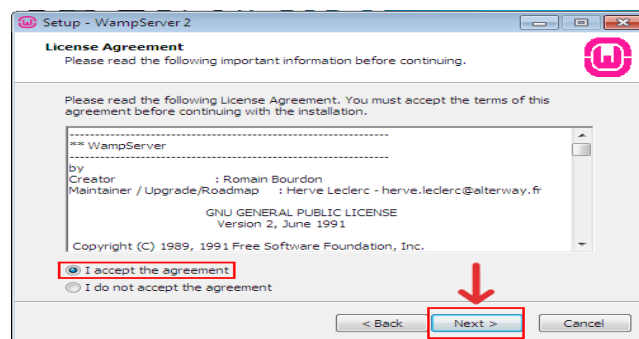 Setup - WampServer 2
License Agreement
Please read the following important information before continuing.
Please read the following License Agreement. You must accept the terms of this
agreement before continuing with the installation.
------------------------------------------------------------
** WampServer
------------------------------------------------------------
by
Creator : Romain Bourdon
Maintainer / Upgrade/Roadmap : Herve Leclerc - herve.leclerc@alterway.fr
GNU GENERAL PUBLIC LICENSE
Version 2, June 1991
Copyright (C) 1989, 1991 Free Software Foundation, Inc.
I accept the agreement
I do not accept the agreement
< Back Next > Cancel